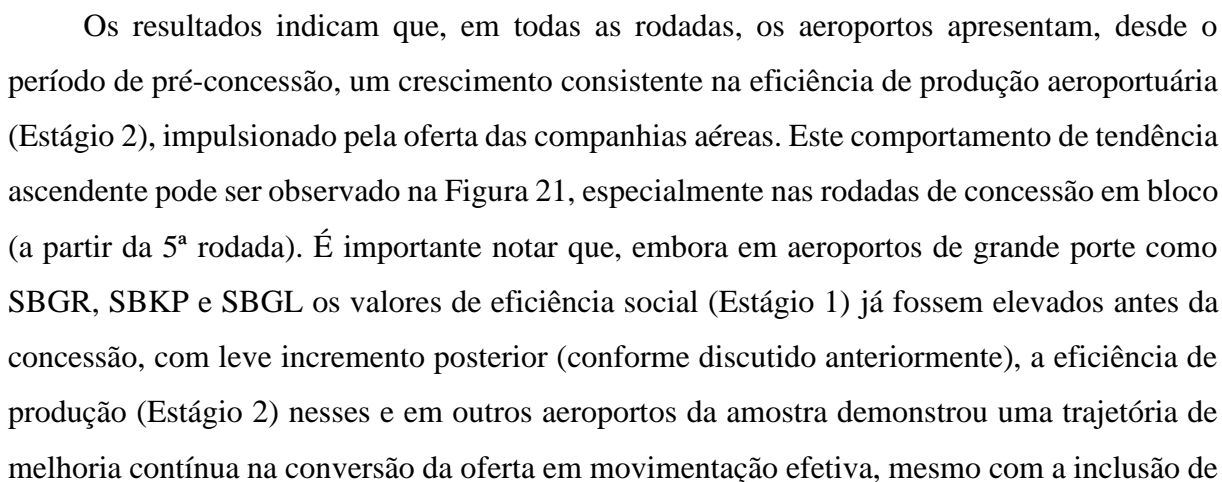 Os resultados indicam que, em todas as rodadas, os aeroportos apresentam, desde o
período de pré-concessão, um crescimento consistente na eficiência de produção aeroportuária
(Estágio 2), impulsionado pela oferta das companhias aéreas. Este comportamento de tendência
ascendente pode ser observado na Figura 21, especialmente nas rodadas de concessão em bloco
(a partir da 5ª rodada). É importante notar que, embora em aeroportos de grande porte como
SBGR, SBKP e SBGL os valores de eficiência social (Estágio 1) já fossem elevados antes da
concessão, com leve incremento posterior (conforme discutido anteriormente), a eficiência de
produção (Estágio 2) nesses e em outros aeroportos da amostra demonstrou uma trajetória de
melhoria contínua na conversão da oferta em movimentação efetiva, mesmo com a inclusão de